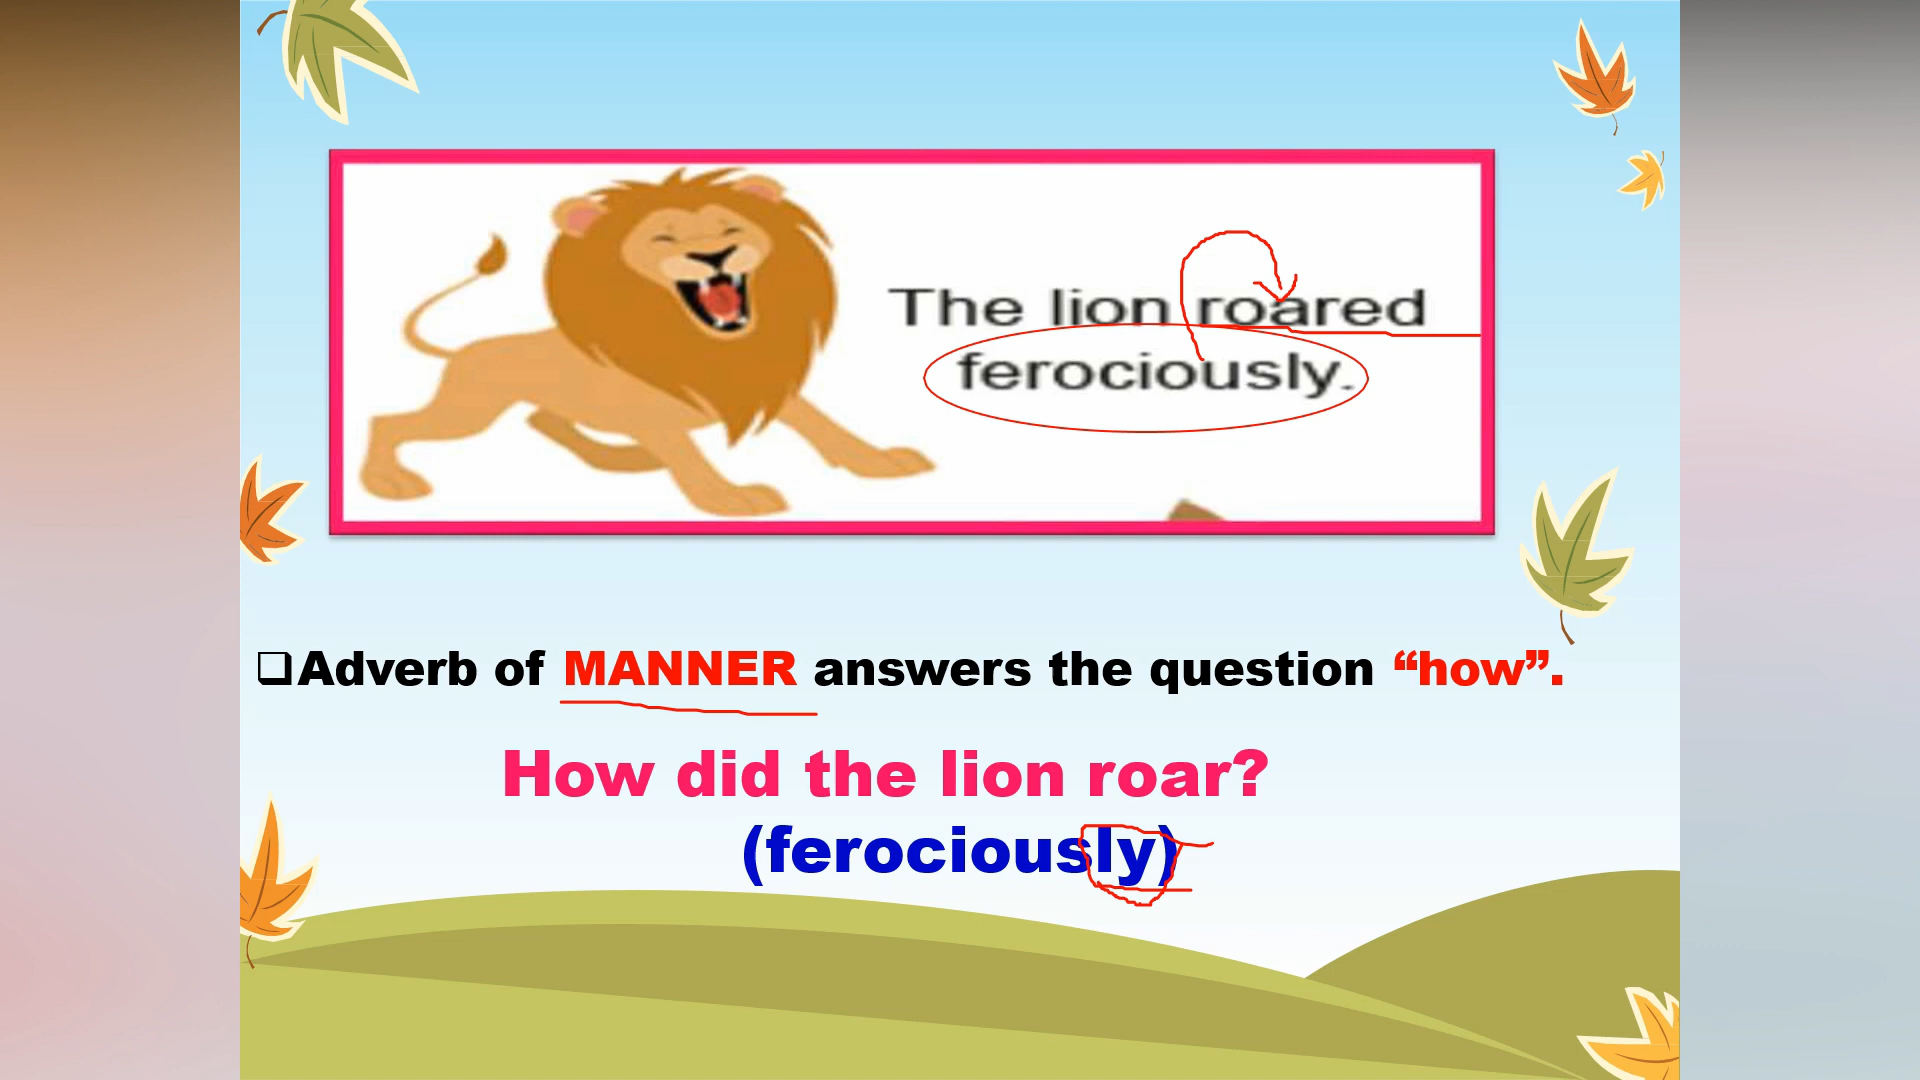 The lion roared
ferociously.
❑Adverb of MANNER answers the question “how”.
How did the lion roar?
(ferociously)